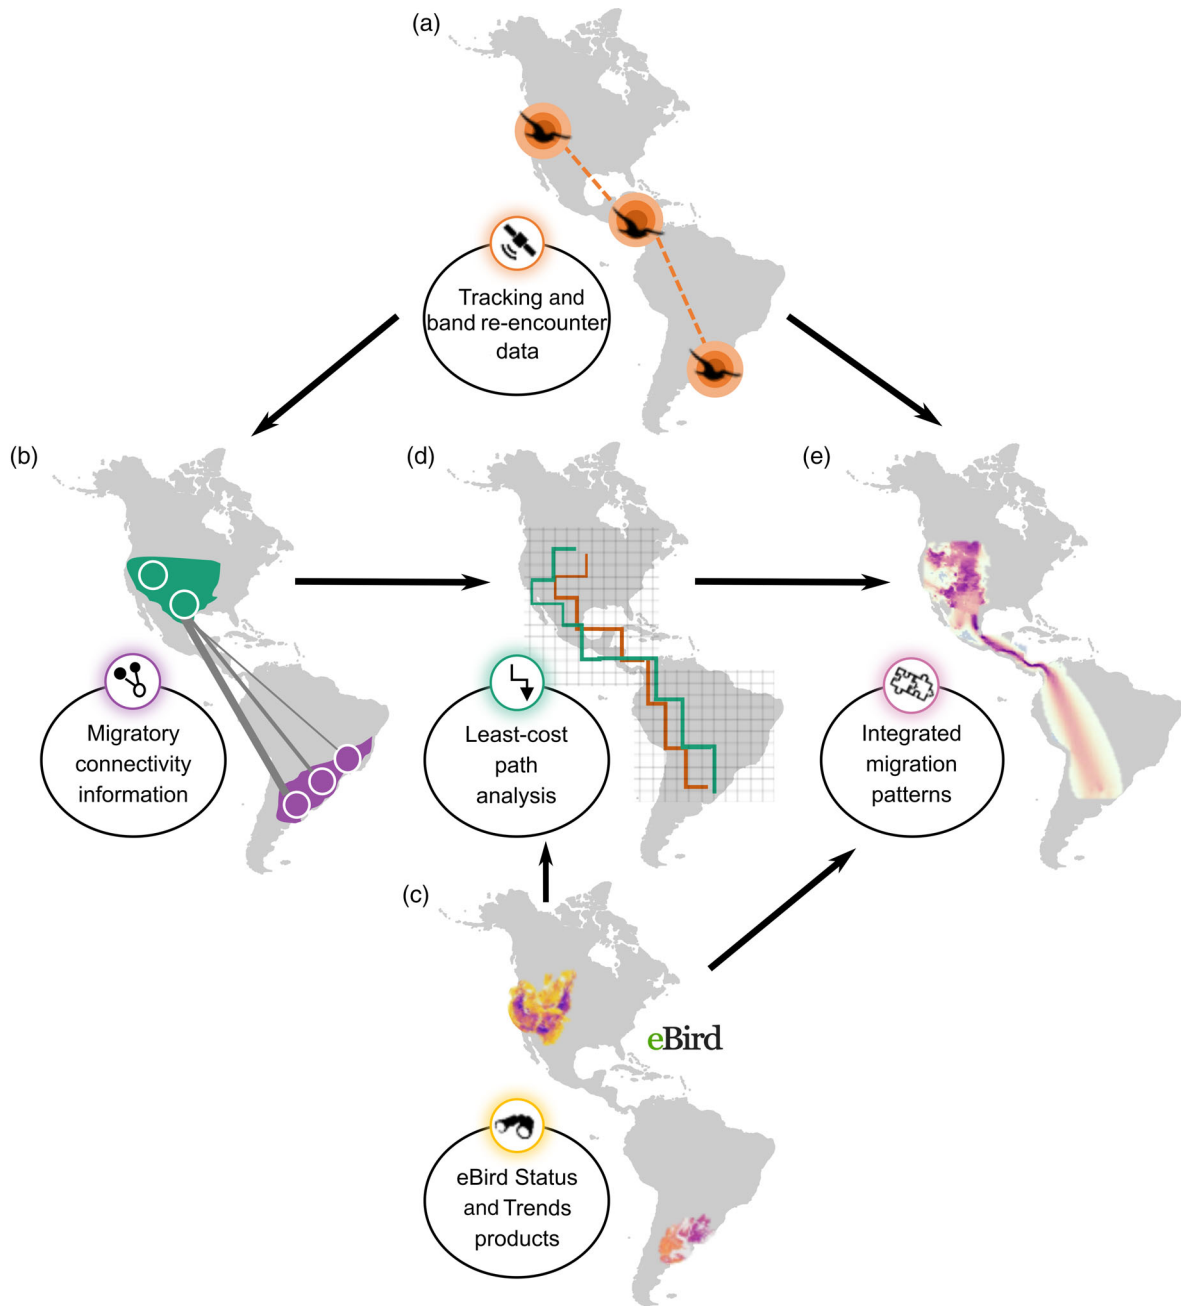 (a)
Tracking and
band re-encounter
data
(b)
Migratory
connectivity
information
(d)
Least-cost
path
analysis
(e)
Integrated
migration
patterns
(c)
eBird
eBird Status
and Trends
products